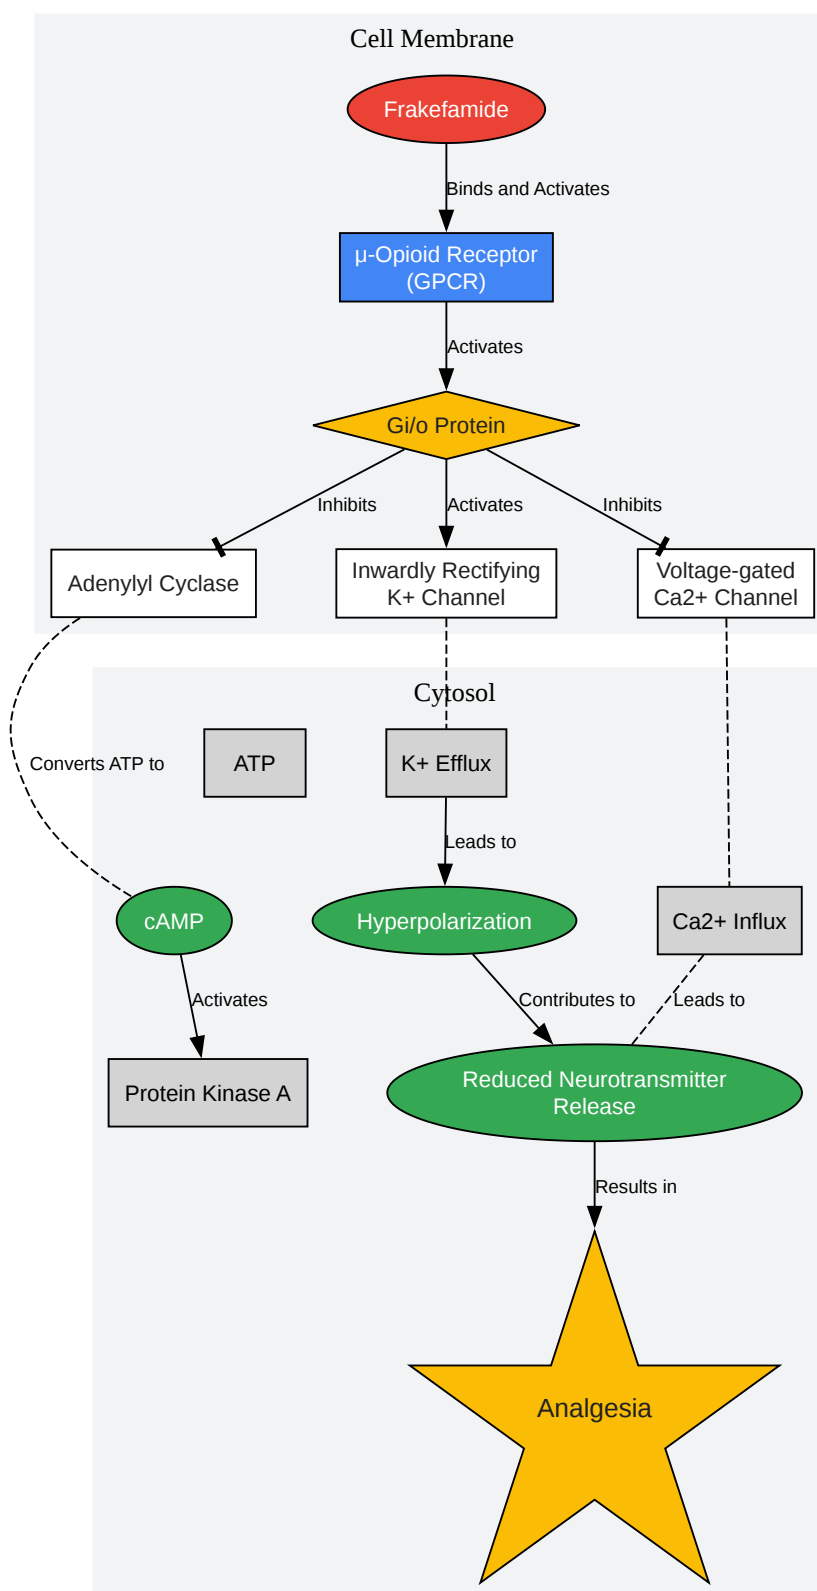 Cell Membrane
Frakefamide
Binds and Activates
μ-Opioid Receptor
(GPCR)
Activates
Gi/o Protein
Inhibits
Activates
Inhibits
Adenylyl Cyclase
Inwardly Rectifying
K+ Channel
Voltage-gated
Ca2+ Channel
Cytosol
Converts ATP to
ATP
K+ Efflux
Leads to
cAMP
Hyperpolarization
Ca2+ Influx
Activates
Contributes to
Leads to
Protein Kinase A
Reduced Neurotransmitter
Release
Results in
Analgesia